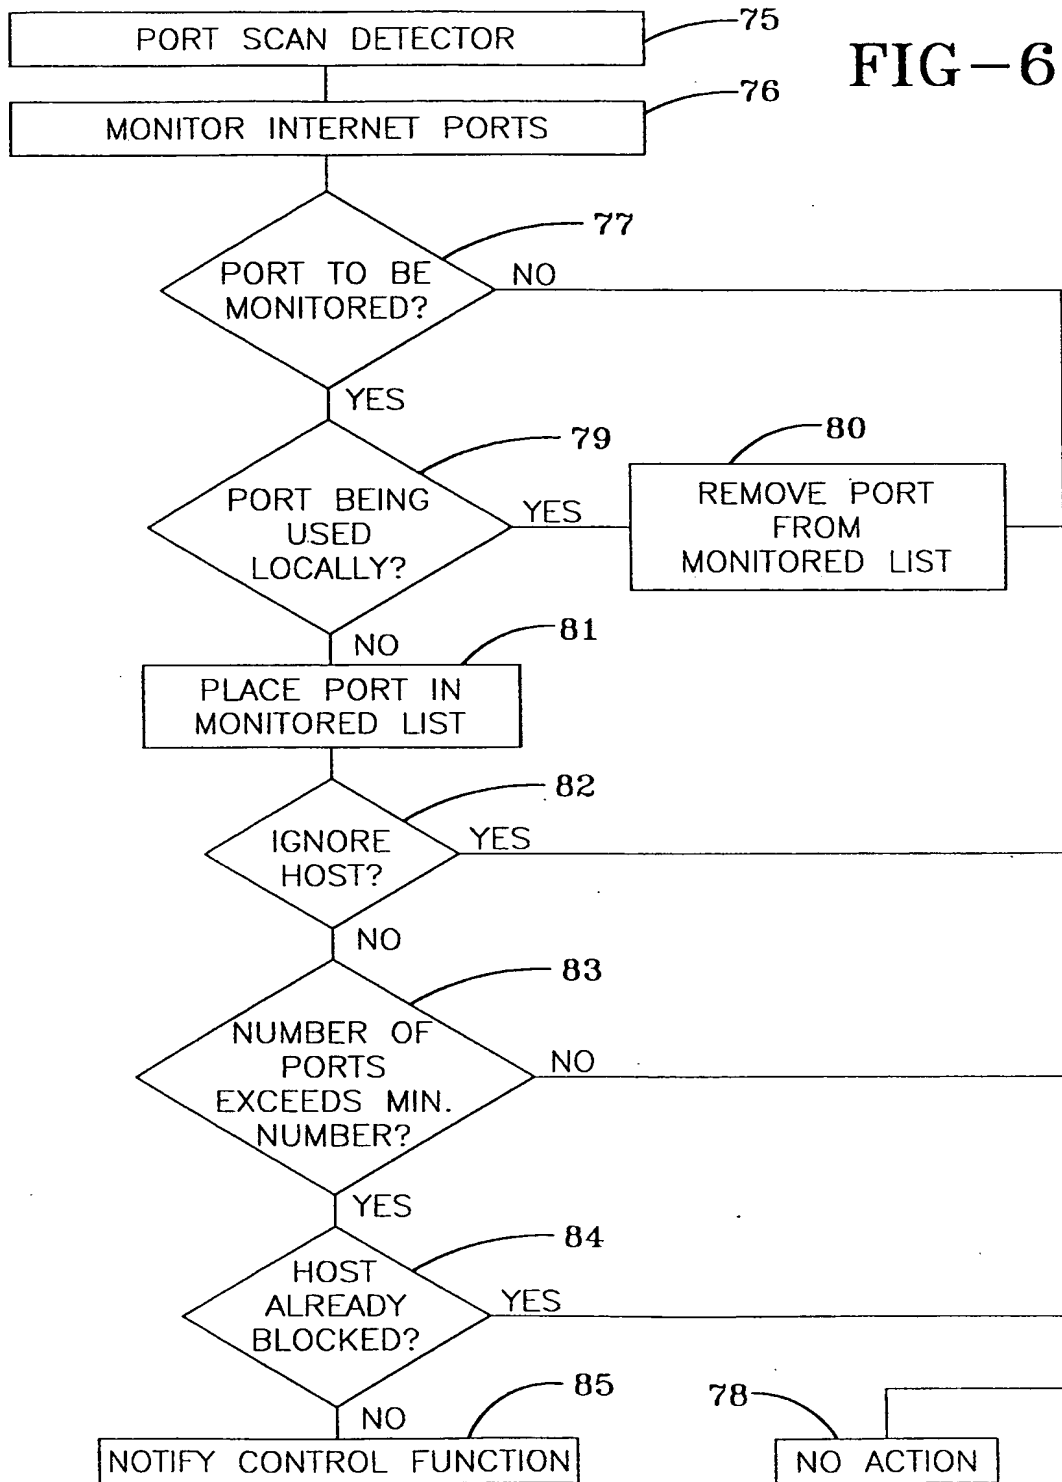 PORT SCAN DETECTOR
75
FIG-6
MONITOR INTERNET PORTS
76
77
PORT TO BE
MONITORED?
NO
YES
79
PORT BEING
USED
LOCALLY?
YES
80
REMOVE PORT
FROM
MONITORED LIST
NO
81
PLACE PORT IN
MONITORED LIST
82
IGNORE
HOST?
YES
NO
83
NUMBER OF
PORTS
EXCEEDS MIN.
NUMBER?
NO
YES
84
HOST
ALREADY
BLOCKED?
YES
NO
85
NOTIFY CONTROL FUNCTION
78
NO ACTION